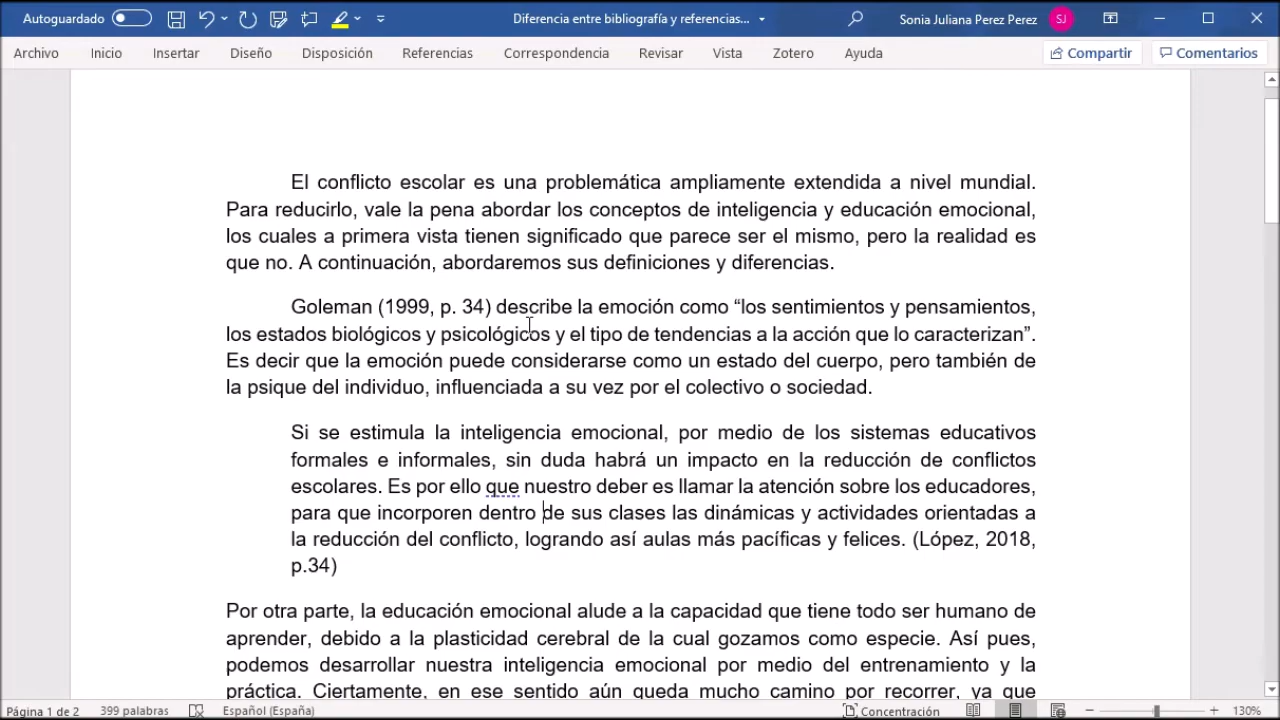 Autoguardado
Diferencia entre bibliografía y referencias...
Sonia Juliana Perez Perez
SJ
Archivo Inicio Insertar Diseño Disposición Referencias Correspondencia Revisar Vista Zotero Ayuda Compartir Comentarios
El conflicto escolar es una problemática ampliamente extendida a nivel mundial.
Para reducirlo, vale la pena abordar los conceptos de inteligencia y educación emocional,
los cuales a primera vista tienen significado que parece ser el mismo, pero la realidad es
que no. A continuación, abordaremos sus definiciones y diferencias.
Goleman (1999, p. 34) describe la emoción como “los sentimientos y pensamientos,
los estados biológicos y psicológicos y el tipo de tendencias a la acción que lo caracterizan”.
Es decir que la emoción puede considerarse como un estado del cuerpo, pero también de
la psique del individuo, influenciada a su vez por el colectivo o sociedad.
Si se estimula la inteligencia emocional, por medio de los sistemas educativos
formales e informales, sin duda habrá un impacto en la reducción de conflictos
escolares. Es por ello que nuestro deber es llamar la atención sobre los educadores,
para que incorporen dentro de sus clases las dinámicas y actividades orientadas a
la reducción del conflicto, logrando así aulas más pacíficas y felices. (López, 2018,
p.34)
Por otra parte, la educación emocional alude a la capacidad que tiene todo ser humano de
aprender, debido a la plasticidad cerebral de la cual gozamos como especie. Así pues,
podemos desarrollar nuestra inteligencia emocional por medio del entrenamiento y la
práctica. Ciertamente, en ese sentido aún queda mucho camino por recorrer, ya que
Página 1 de 2 399 palabras Español (España) Concentración 130%